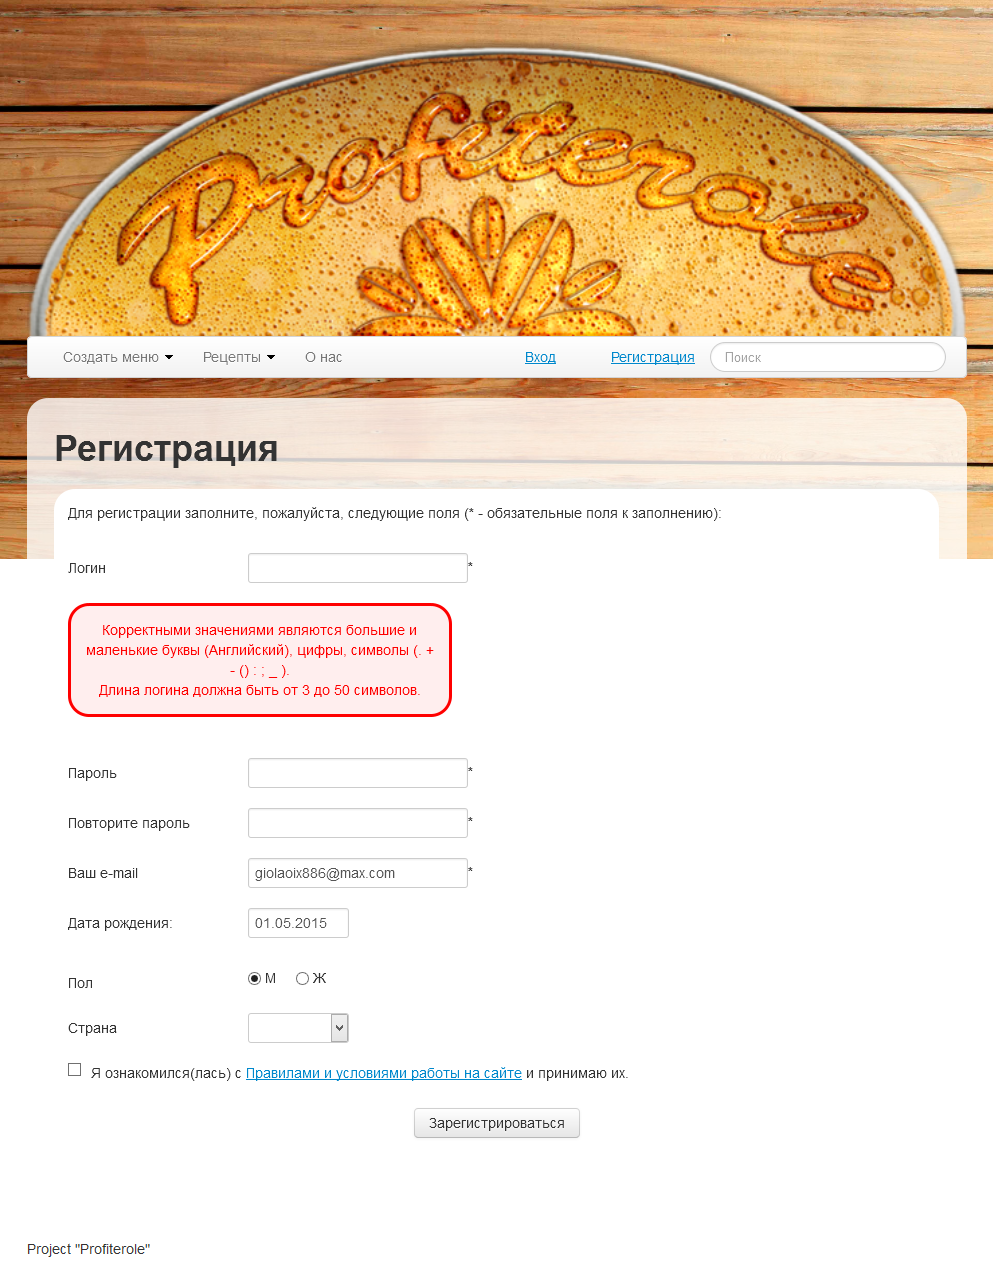 Profiterole
Создать меню
Рецепты
О нас
Вход
Регистрация
Поиск
Регистрация
Для регистрации заполните, пожалуйста, следующие поля (* - обязательные поля к заполнению):
Логин
*
Корректными значениями являются большие и
маленькие буквы (Английский), цифры, символы (. +
- () : ; _ ).
Длина логина должна быть от 3 до 50 символов.
Пароль
*
Повторите пароль
*
Ваш e-mail
giolaoix886@max.com
*
Дата рождения:
01.05.2015
Пол
М
Ж
Страна
Я ознакомился(лась) с Правилами и условиями работы на сайте и принимаю их.
Зарегистрироваться
Project "Profiterole"